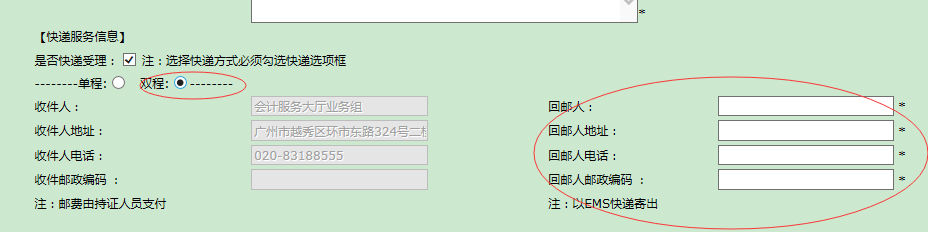 *
【快递服务信息】
是否快递受理： 注：选择快递方式必须勾选快递选项框
--------单程: 双程: --------
收件人： 会计服务大厅业务组 回邮人： *
收件人地址： 广州市越秀区环市东路324号二 回邮人地址： *
收件人电话： 020-83188555 回邮人电话： *
收件邮政编码 ： 回邮人邮政编码 ： *
注：邮费由持证人员支付 注：以EMS快递寄出